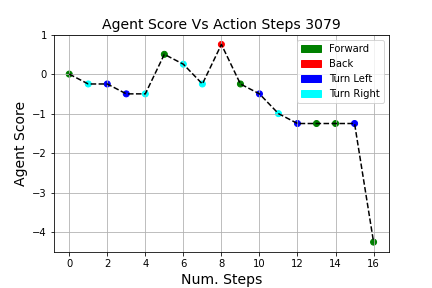 Agent Score Vs Action Steps 3079
1
0
−1
−2
−3
−4
Agent Score
Forward
Back
Turn Left
Turn Right
0 2 4 6 8 10 12 14 16
Num. Steps